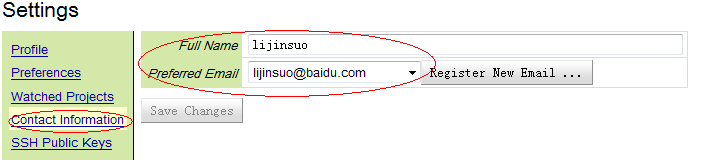 Settings
Profile
Preferences
Watched Projects
Contact Information
SSH Public Keys
Full Name lijinsuo
Preferred Email lijinsuo@baidu.com Register New Email ...
Save Changes